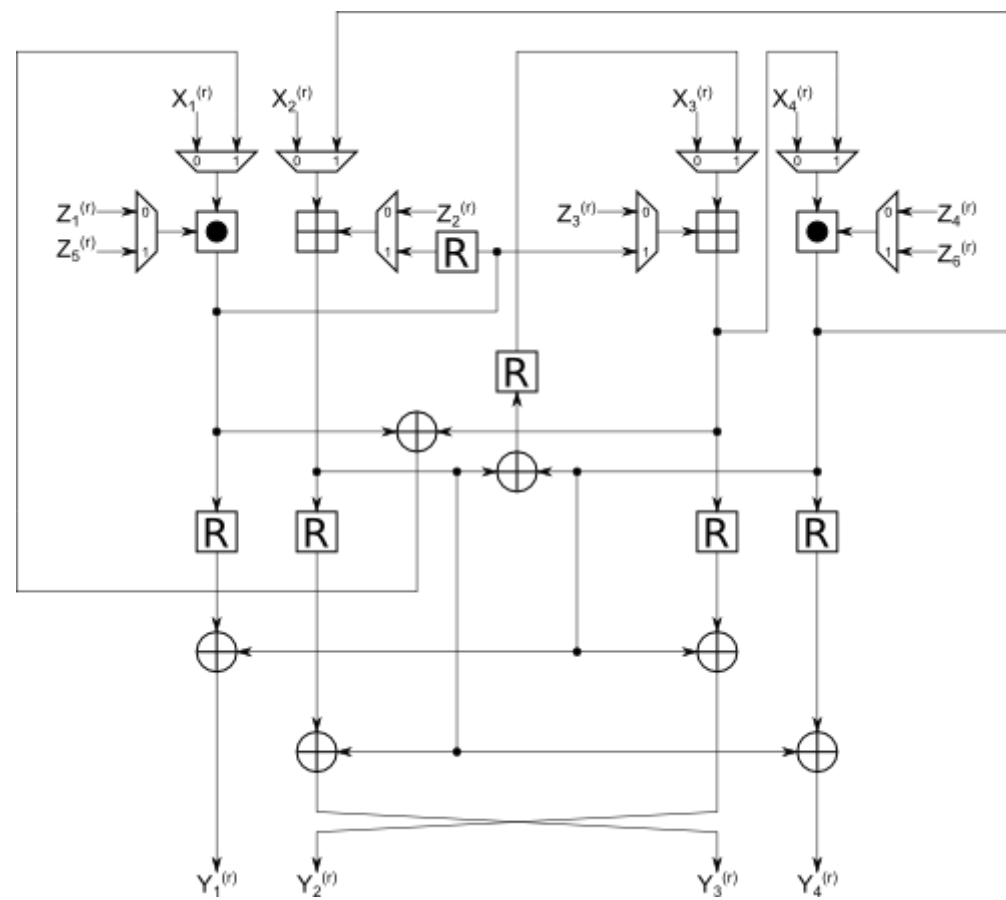 X₁⁽ʳ⁾ X₂⁽ʳ⁾ X₃⁽ʳ⁾ X₄⁽ʳ⁾
0 1 0 1 0 1 0 1
Z₁⁽ʳ⁾ 0 0 Z₂⁽ʳ⁾ Z₃⁽ʳ⁾ 0 0 Z₄⁽ʳ⁾
Z₅⁽ʳ⁾ 1 1 R 1 1 Z₆⁽ʳ⁾
R
R R R R
Y₁⁽ʳ⁾ Y₂⁽ʳ⁾ Y₃⁽ʳ⁾ Y₄⁽ʳ⁾